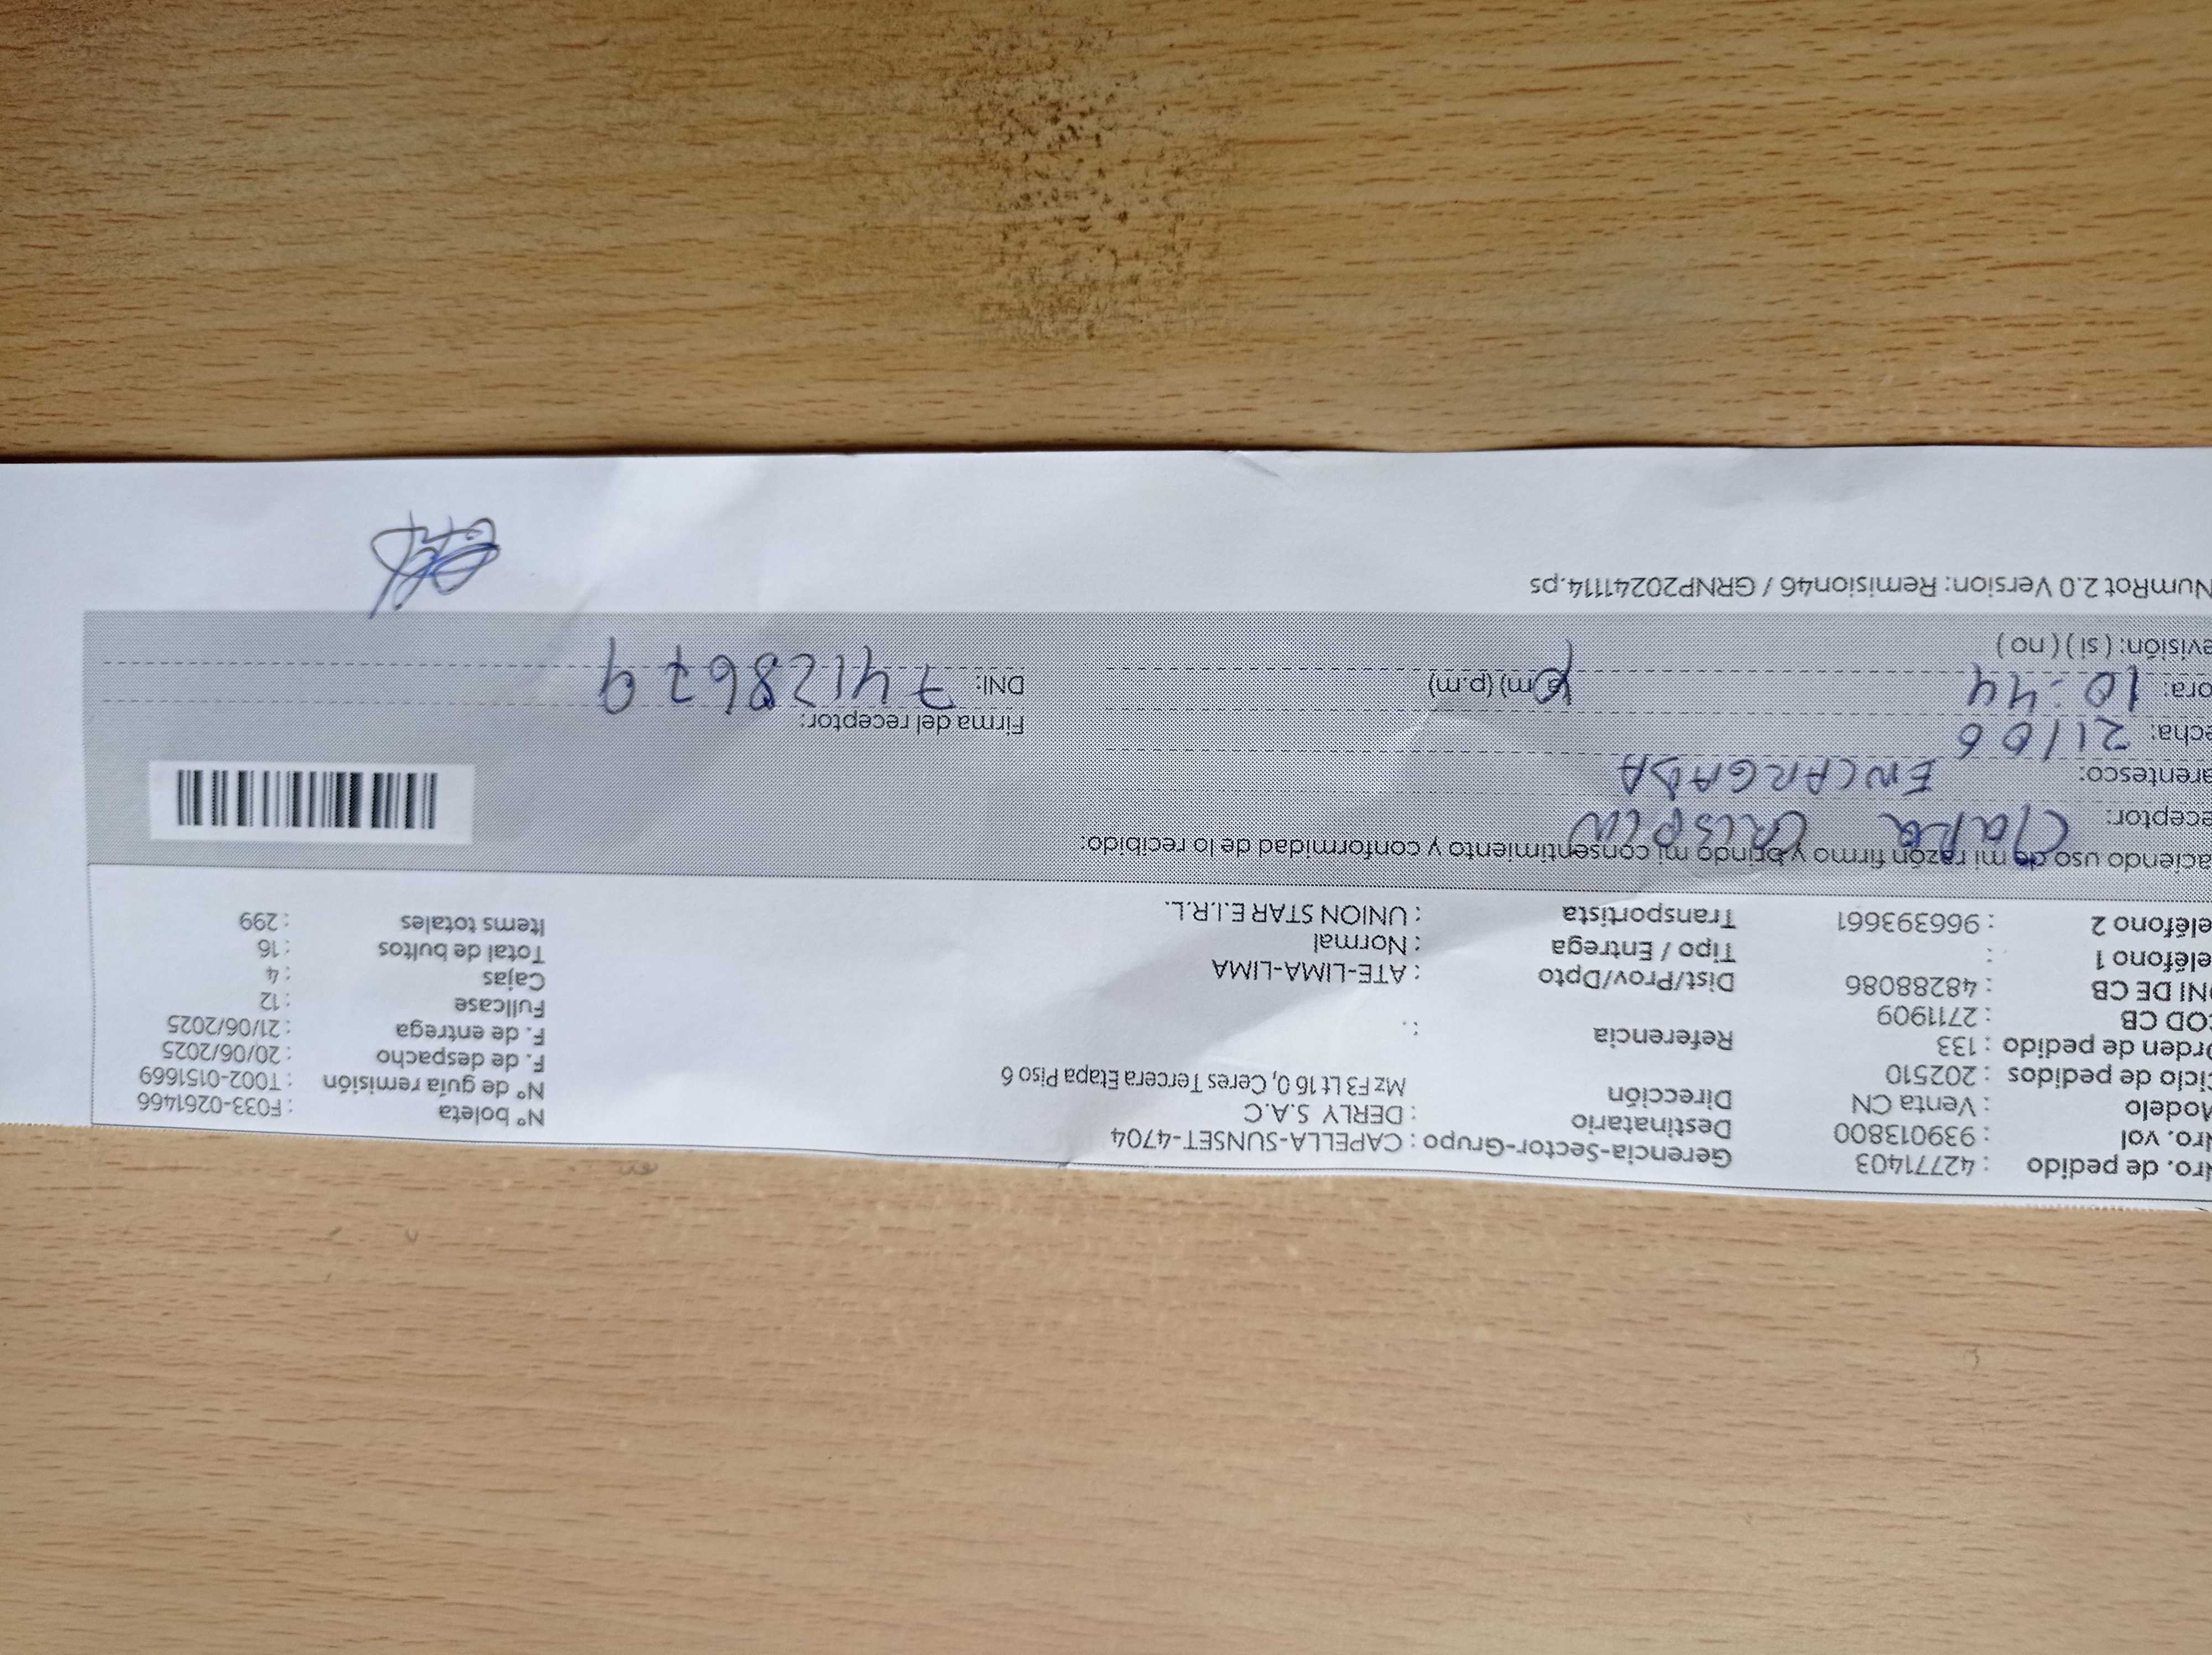 Nro. de pedido : 42771403 Gerencia-Sector-Grupo : CAPELLA-SUNSET-4704
Nro. vol : 939013800 Destinatario : DERLY S.A.C
Modelo : Venta CN Dirección Mz F3 Lt 16 0, Ceres Tercera Etapa Piso 6
Ciclo de pedidos : 202510
Orden de pedido : 133 Referencia : .
COD CB : 2711909
DNI DE CB : 48288086 Dist/Prov/Dpto : ATE-LIMA-LIMA
eléfono 1 : Tipo / Entrega : Normal
eléfono 2 : 966393661 Transportista : UNION STAR E.I.R.L.
N° boleta : F033-0261466
N° de guía remisión : T002-0151669
F. de despacho : 20/06/2025
F. de entrega : 21/06/2025
Fullcase : 12
Cajas : 4
Total de bultos : 16
Items totales : 299
aciendo uso de mi razón firmo y brindo mi consentimiento y conformidad de lo recibido:
eceptor: Clara Crispin
arentesco: ENCARGADA
echa: 21/06 Firma del receptor:
ora: 10:44 (a.m) (p.m) DNI: 74128679
evisión: ( si ) ( no )
NumRot 2.0 Version: Remision46 / GRNP20241114.ps